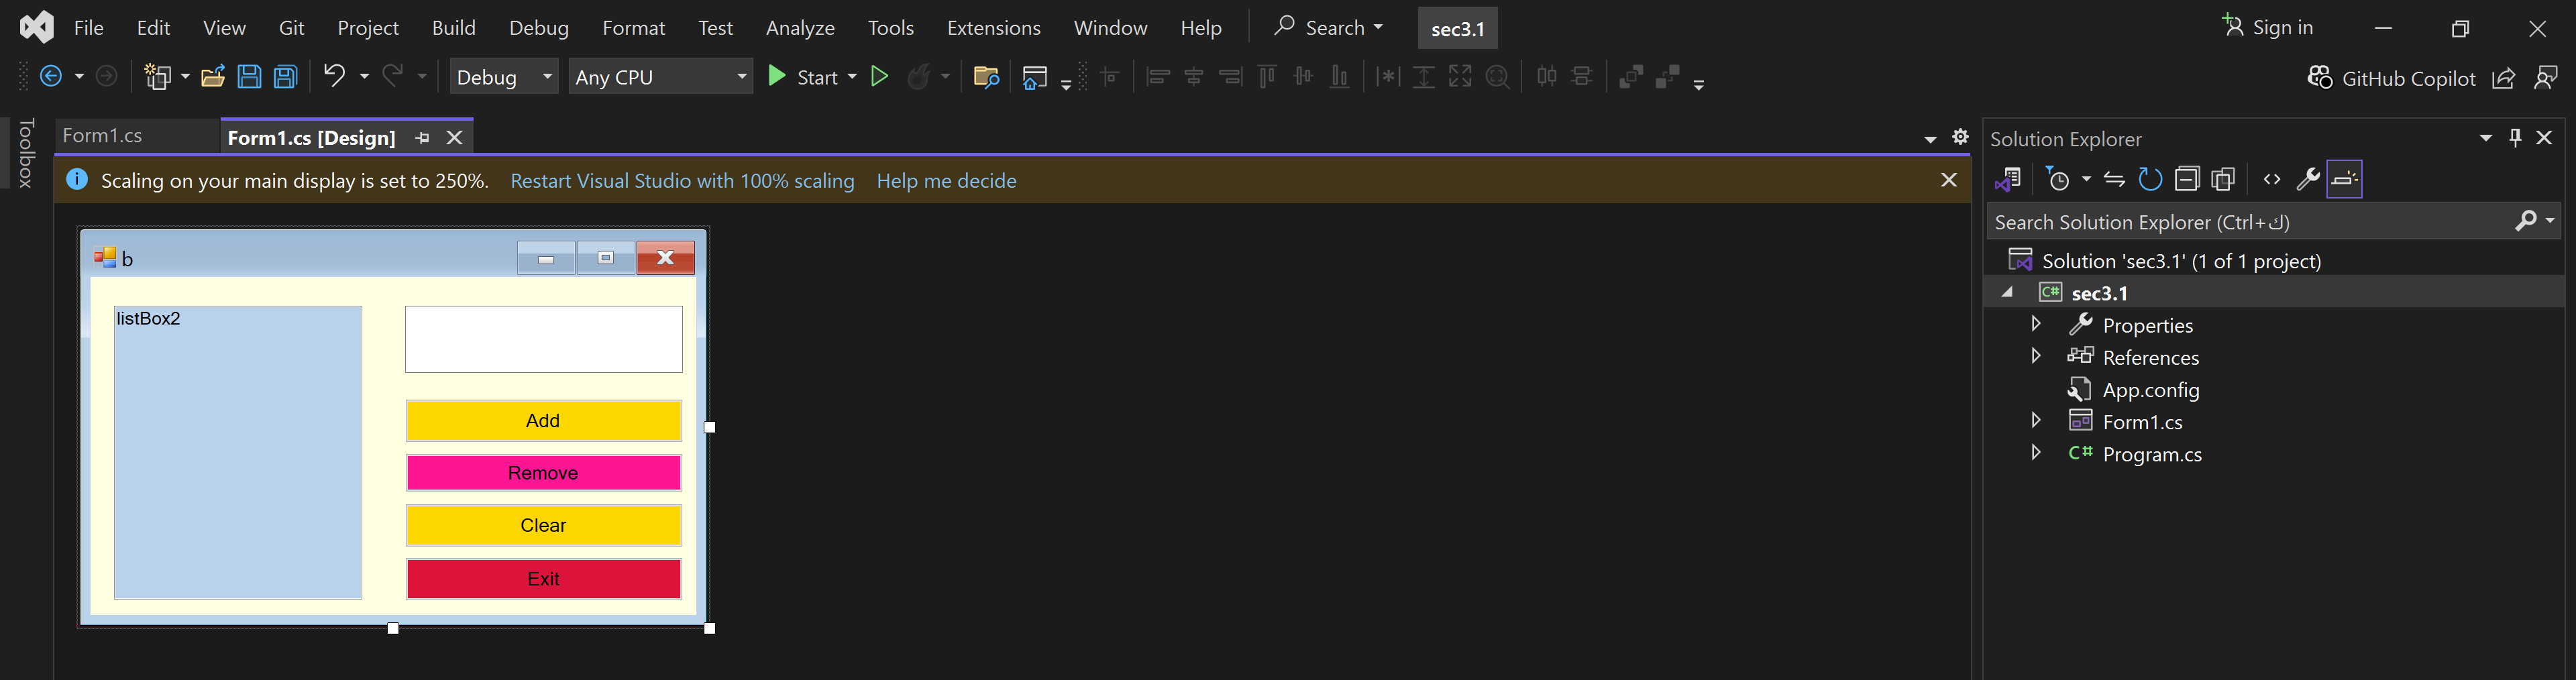 File Edit View Git Project Build Debug Format Test Analyze Tools Extensions Window Help Search sec3.1 Sign in
Debug Any CPU Start GitHub Copilot
Toolbox
Form1.cs Form1.cs [Design]
Scaling on your main display is set to 250%. Restart Visual Studio with 100% scaling Help me decide
b
listBox2
Add
Remove
Clear
Exit
Solution Explorer
Search Solution Explorer (Ctrl+ك)
Solution 'sec3.1' (1 of 1 project)
C# sec3.1
Properties
References
App.config
Form1.cs
C# Program.cs